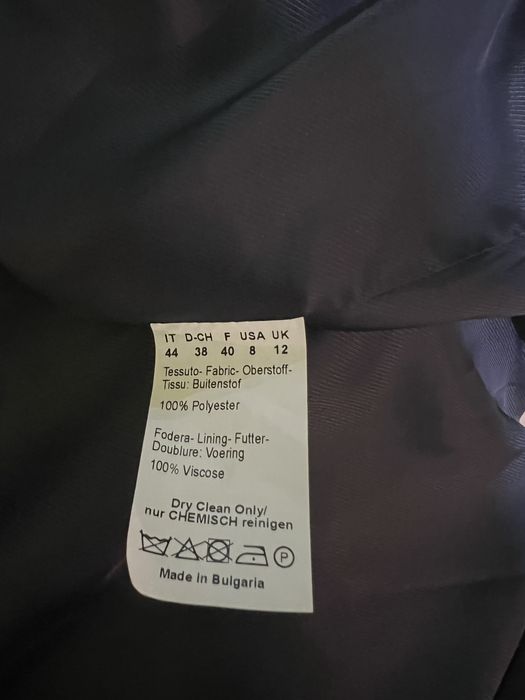 IT D-CH F USA UK
44 38 40 8 12
Tessuto- Fabric- Oberstoff-
Tissu: Buitenstof
100% Polyester
Fodera- Lining- Futter-
Doublure: Voering
100% Viscose
Dry Clean Only/
nur CHEMISCH reinigen
P
Made in Bulgaria